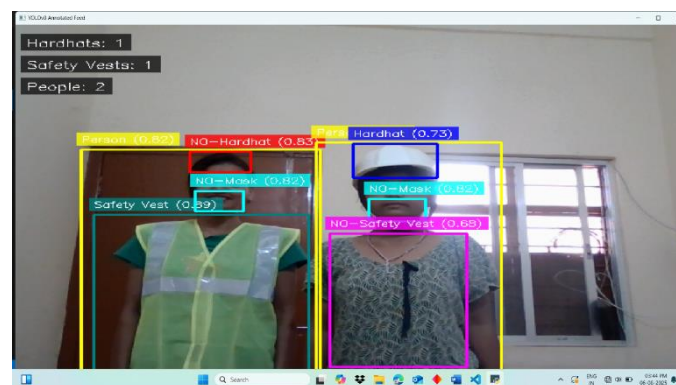 YOLOv8 Annotated Feed
Hardhats: 1
Safety Vests: 1
People: 2
Person (0.82)
NO-Hardhat (0.83)
Hardhat (0.73)
NO-Mask (0.82)
NO-Mask (0.82)
Safety Vest (0.89)
NO-Safety Vest (0.68)
Search
ENG
IN
03:44 PM